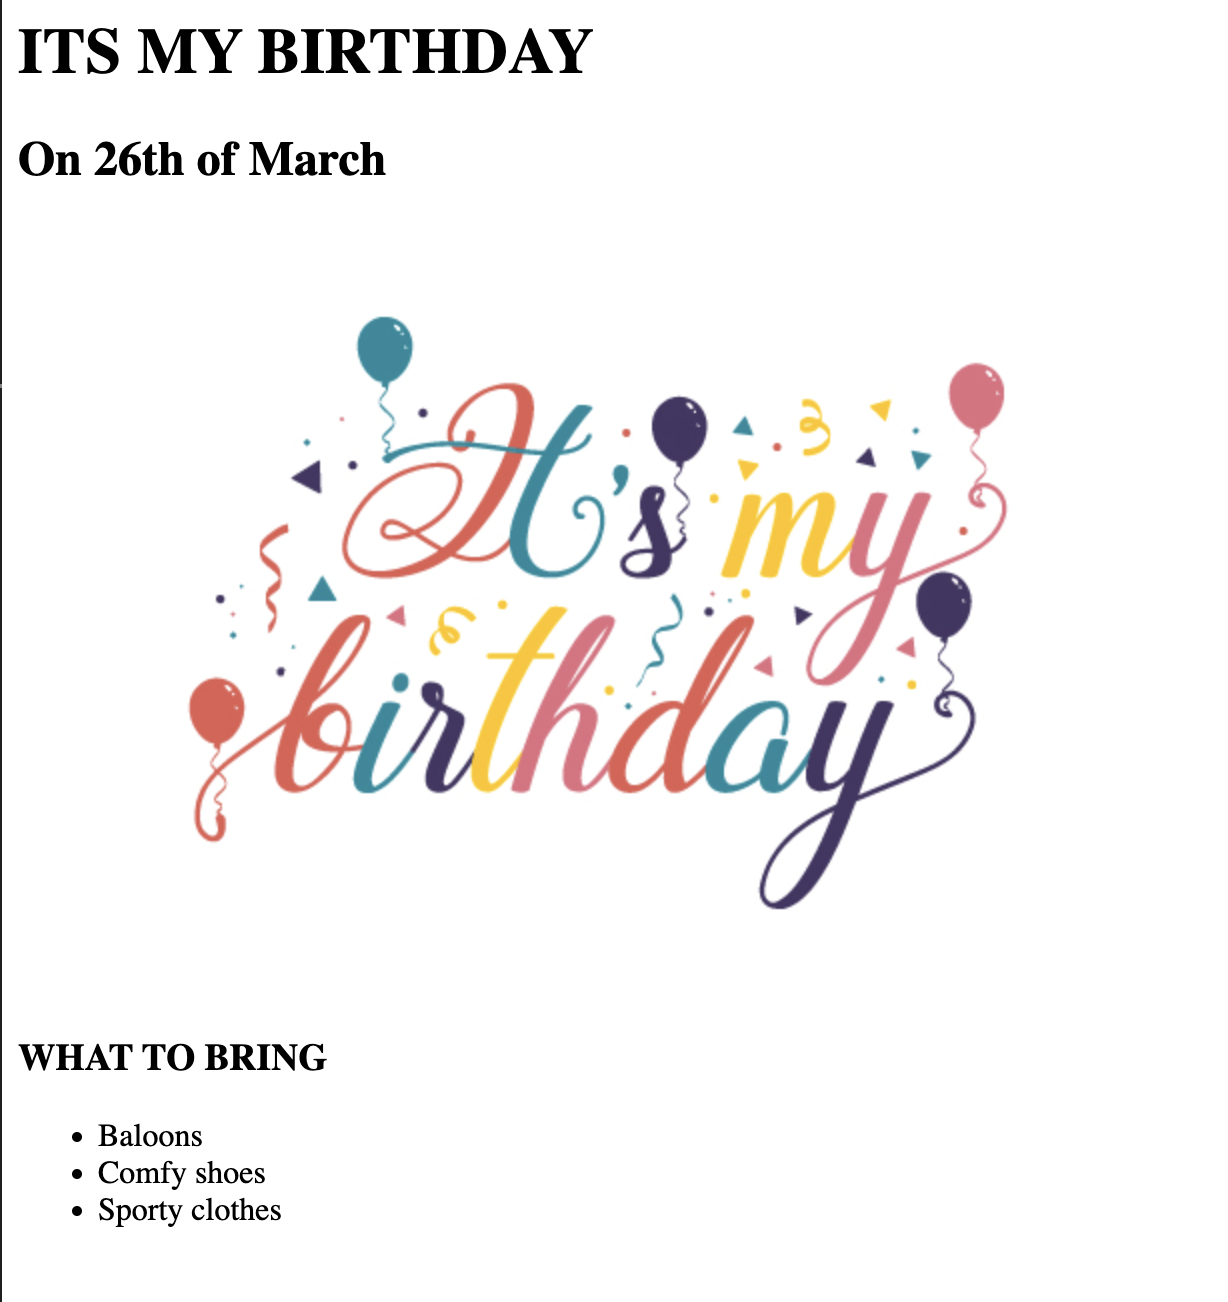 ITS MY BIRTHDAY
On 26th of March
It's my
birthday
WHAT TO BRING
Baloons
Comfy shoes
Sporty clothes